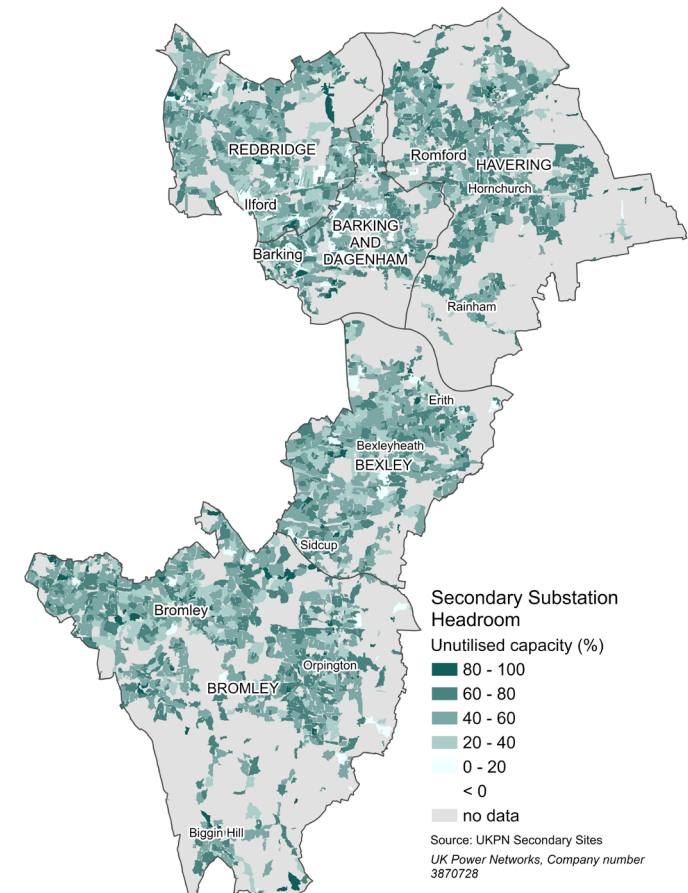 REDBRIDGE
Romford
HAVERING
Hornchurch
Ilford
BARKING
AND
DAGENHAM
Barking
Rainham
Erith
Bexleyheath
BEXLEY
Sidcup
Bromley
Orpington
BROMLEY
Biggin Hill
Secondary Substation
Headroom
Unutilised capacity (%)
80 - 100
60 - 80
40 - 60
20 - 40
0 - 20
< 0
no data
Source: UKPN Secondary Sites
UK Power Networks, Company number
3870728